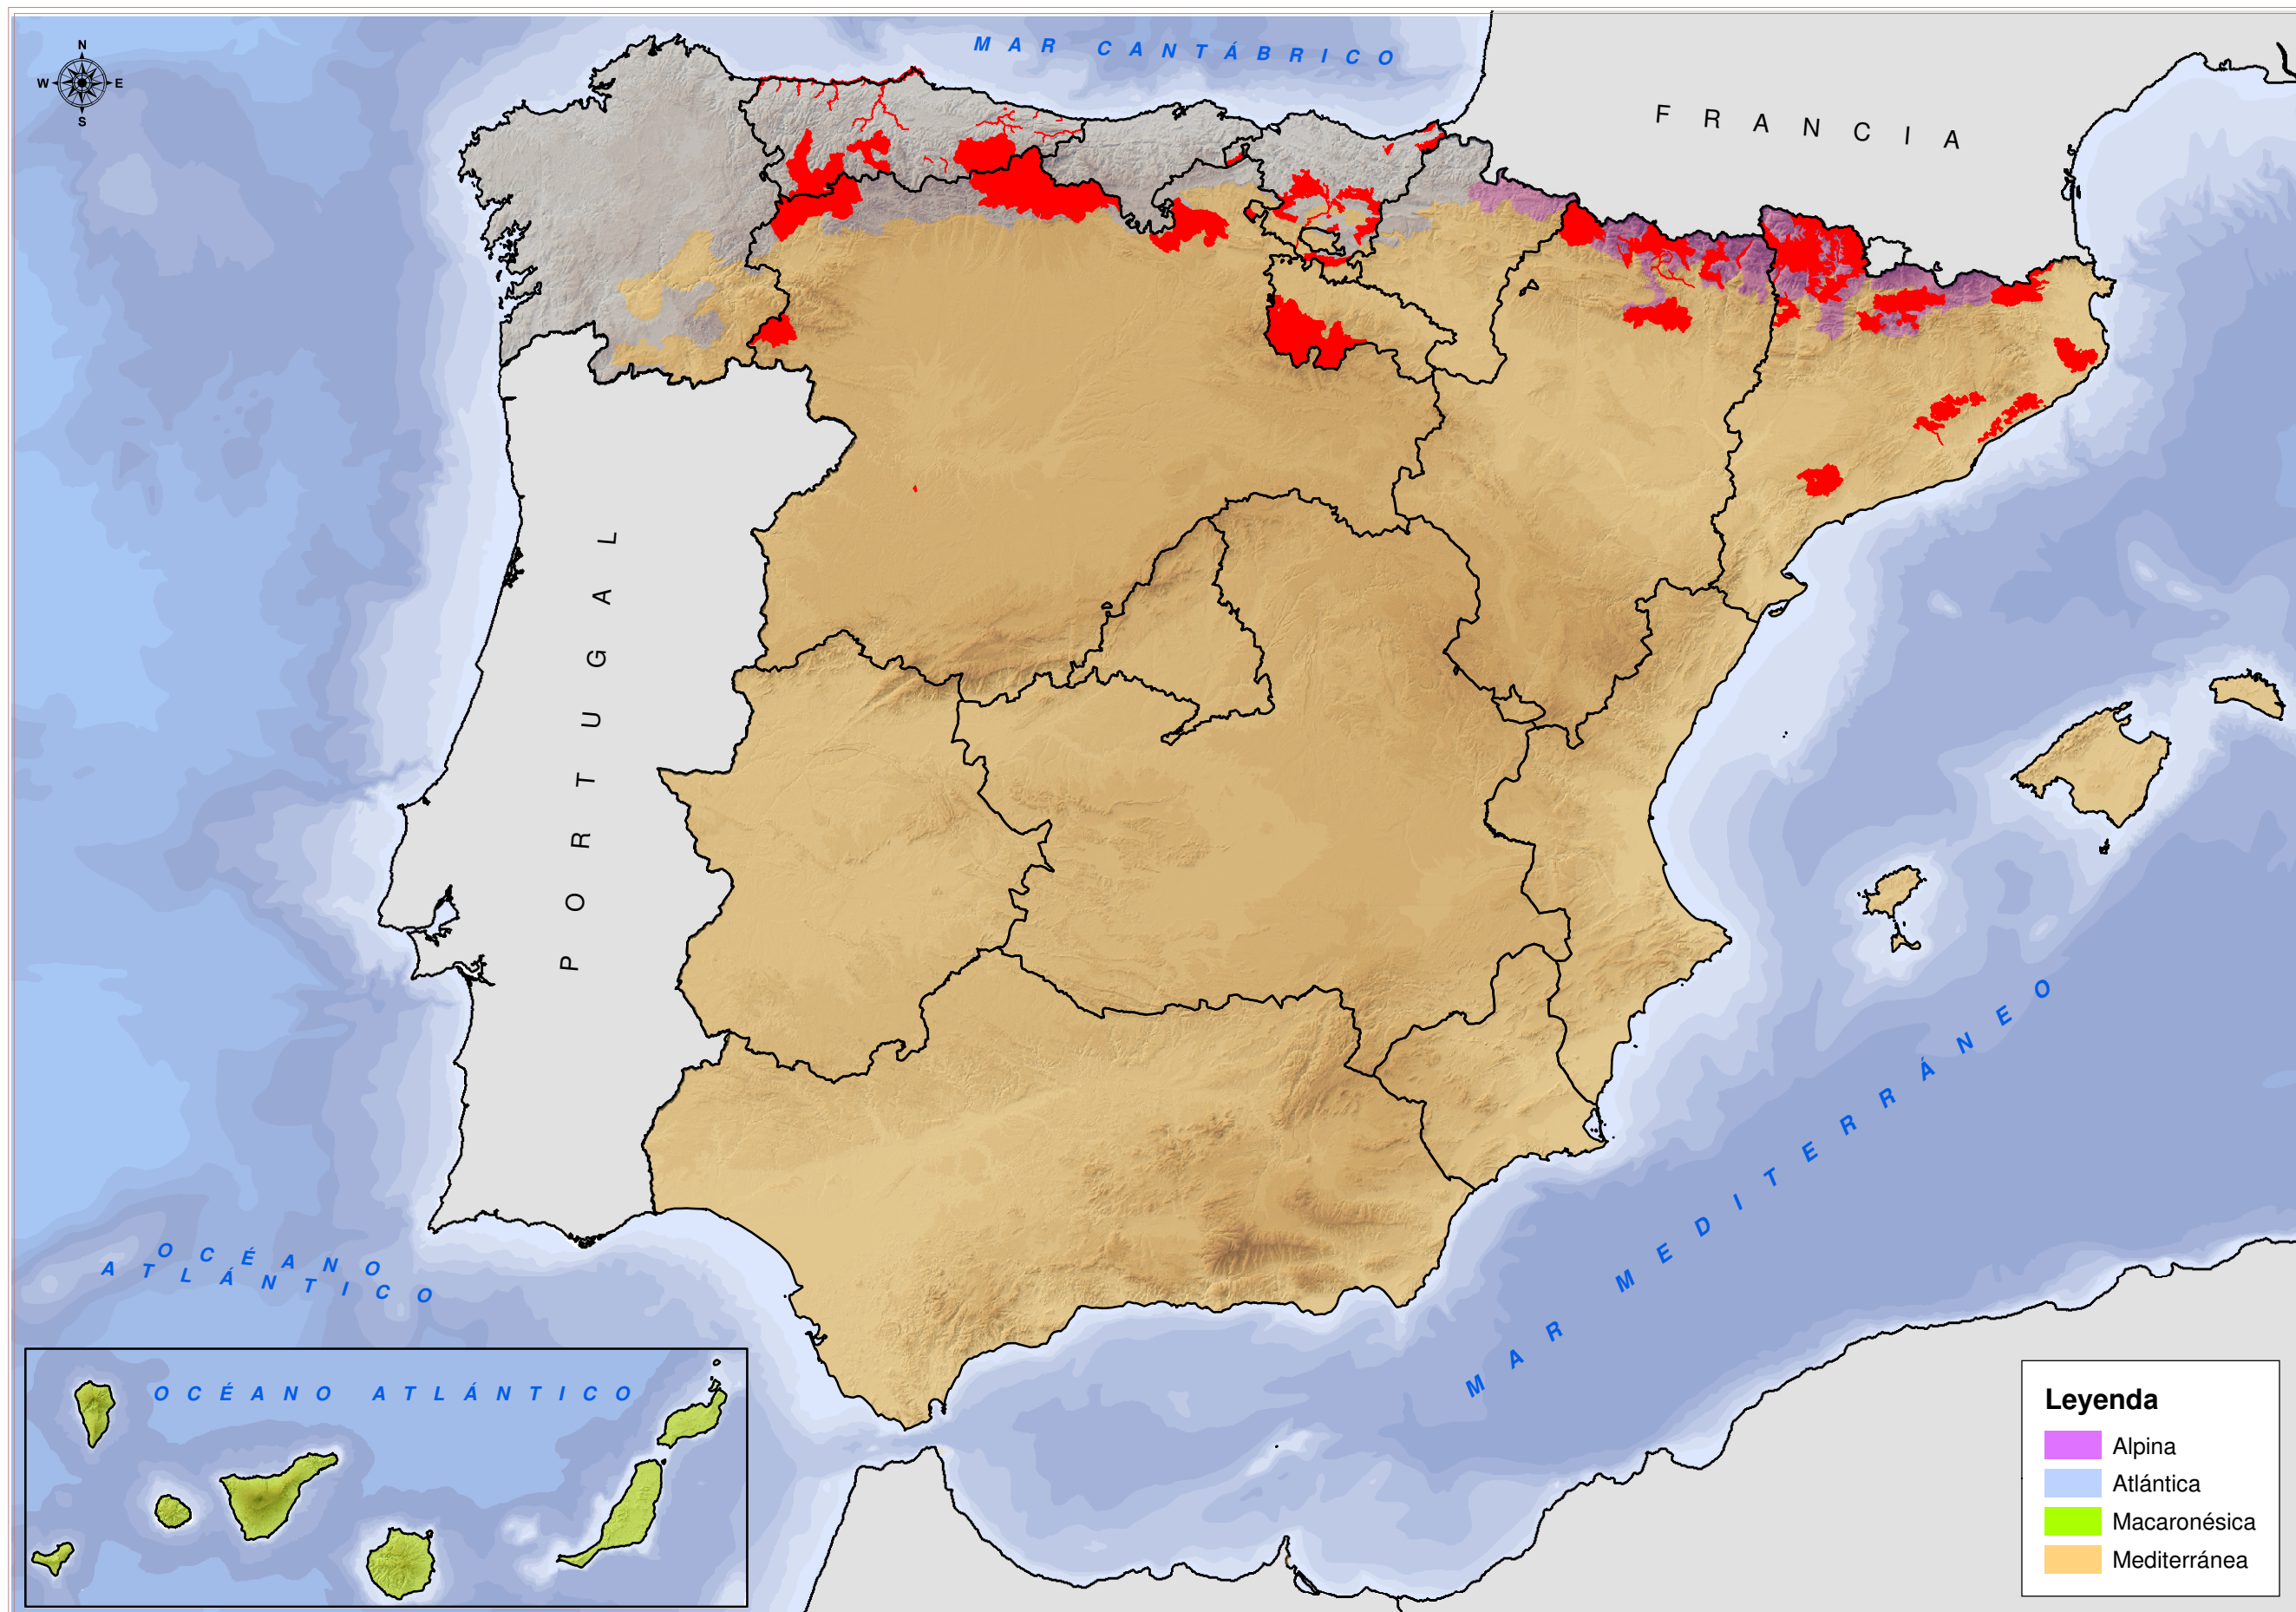 MAR CANTÁBRICO
N
W E
S
FRANCIA
PORTUGAL
MAR MEDITERRÁNEO
OCÉANO
ATLÁNTICO
OCÉANO ATLÁNTICO
Leyenda
Alpina
Atlántica
Macaronésica
Mediterránea